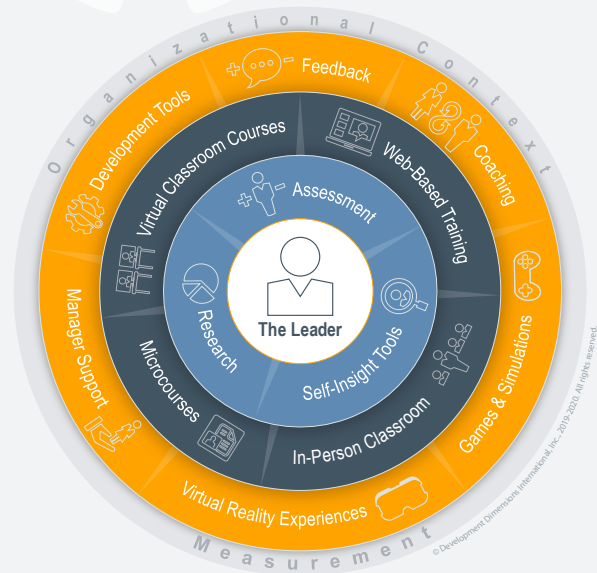 Organizational Context
Feedback
Coaching
Games & Simulations
Virtual Reality Experiences
Manager Support
Development Tools
Virtual Classroom Courses
Web-Based Training
In-Person Classroom
Microcourses
Assessment
Self-Insight Tools
Research
The Leader
Measurement
© Development Dimensions International, Inc., 2019-2020. All rights reserved.